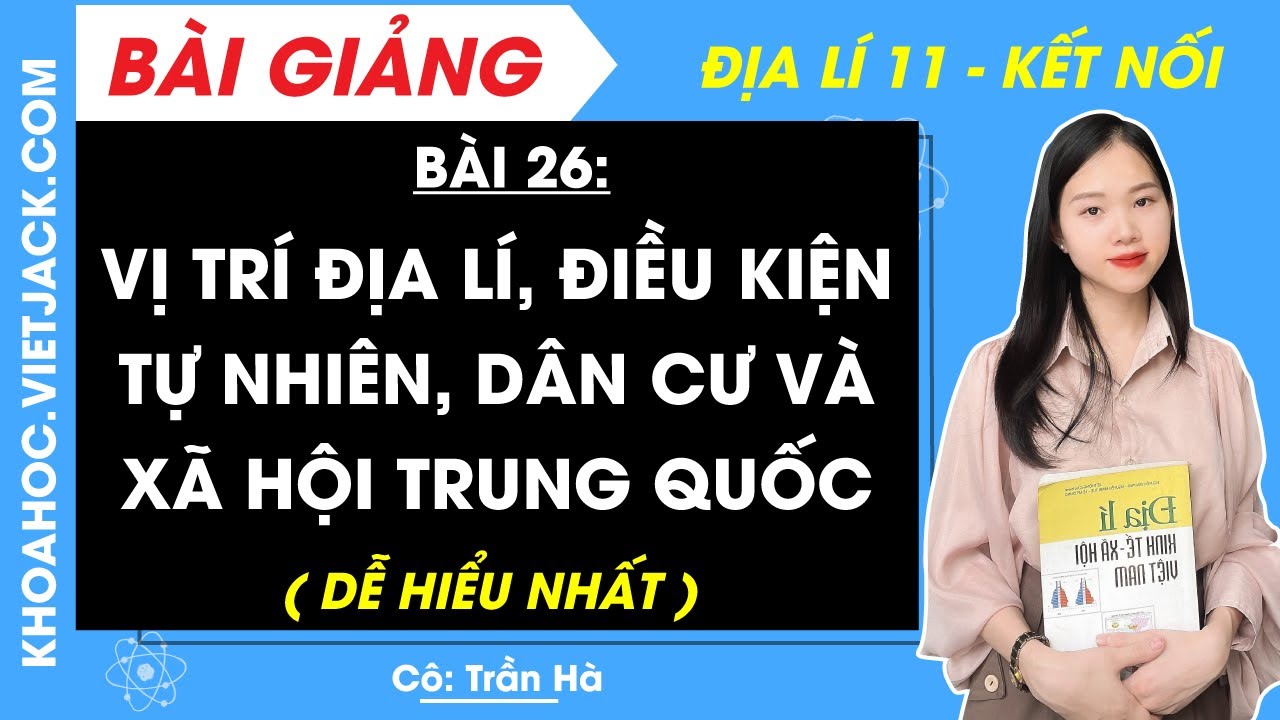 BÀI GIẢNG
ĐỊA LÍ 11 - KẾT NỐI
KHOAHOC.VIETJACK.COM
BÀI 26:
VỊ TRÍ ĐỊA LÍ, ĐIỀU KIỆN
TỰ NHIÊN, DÂN CƯ VÀ
XÃ HỘI TRUNG QUỐC
( DỄ HIỂU NHẤT )
Cô: Trần Hà
Địa lí
KINH TẾ - XÃ HỘI
VIỆT NAM